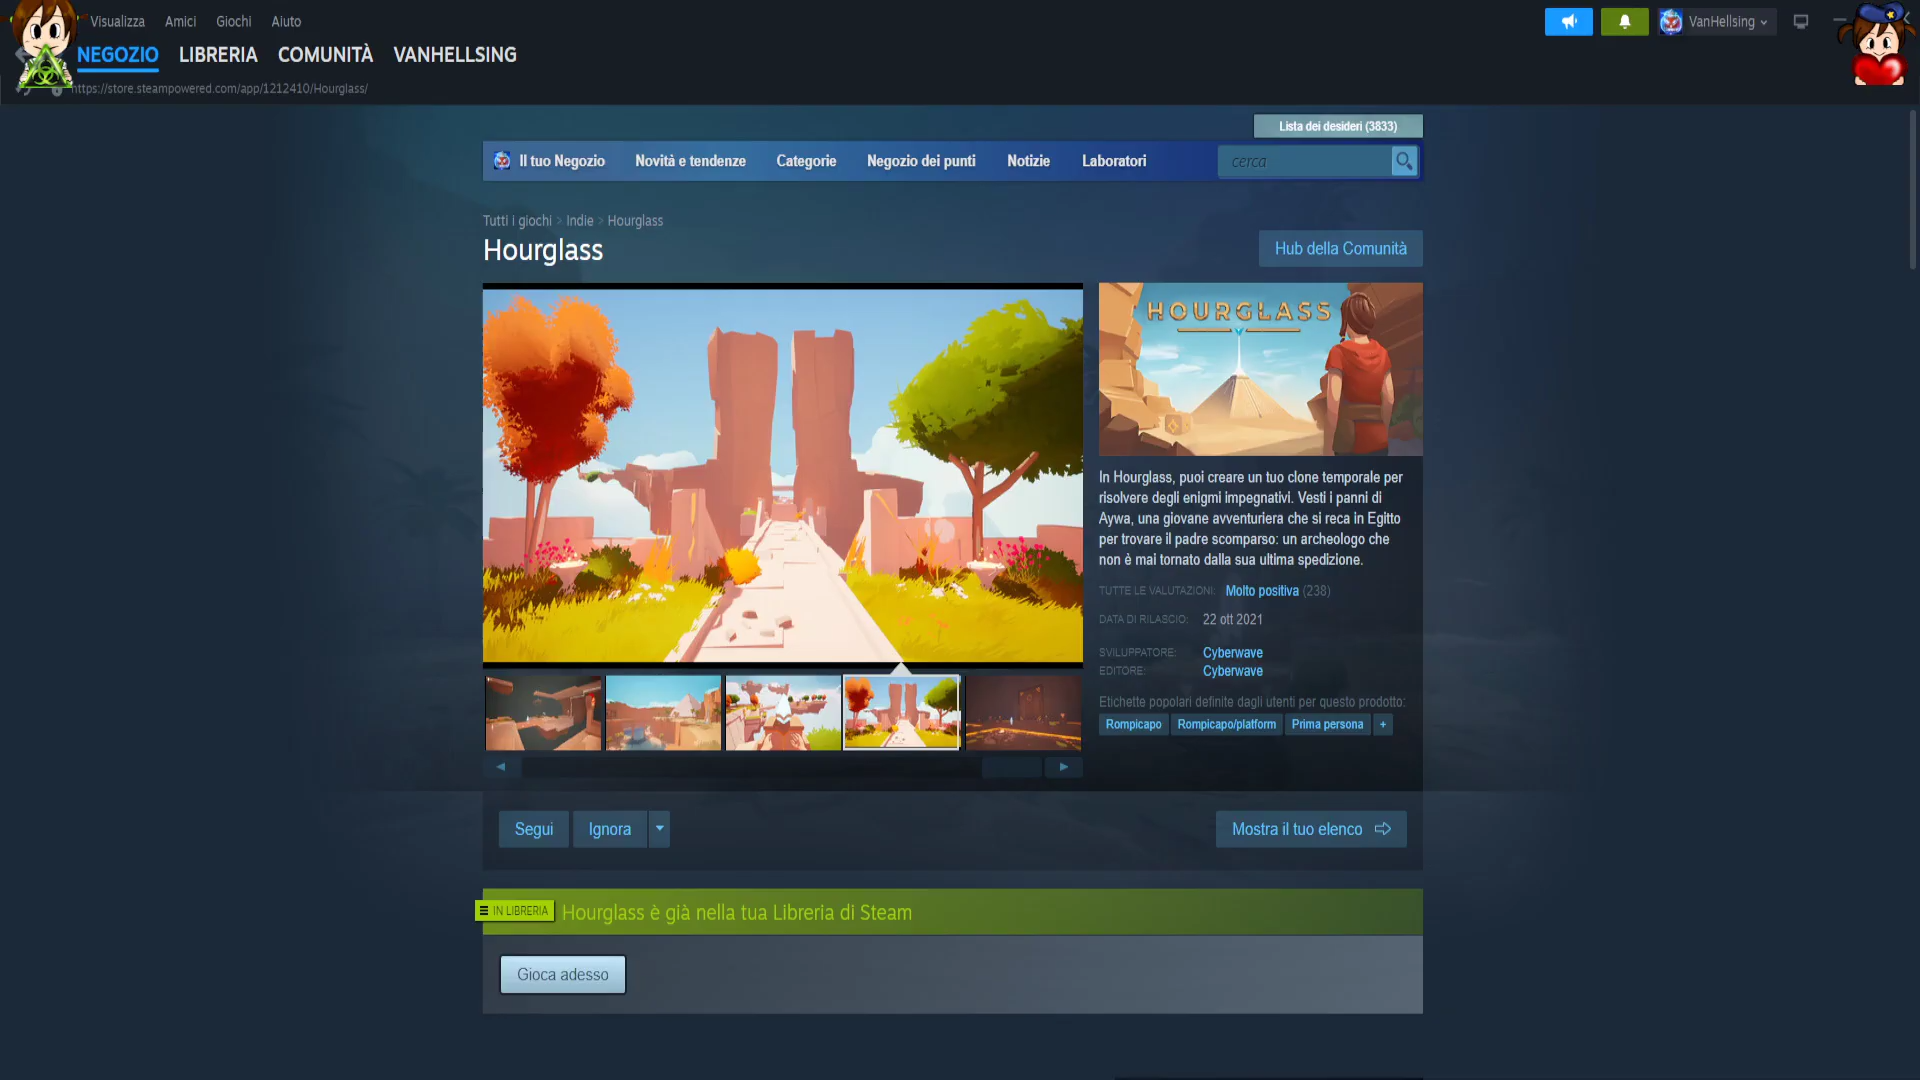 Visualizza Amici Giochi Aiuto
VanHellsing
NEGOZIO LIBRERIA COMUNITÀ VANHELLSING
https://store.steampowered.com/app/1212410/Hourglass/
Lista dei desideri (3833)
Il tuo Negozio Novità e tendenze Categorie Negozio dei punti Notizie Laboratori cerca
Tutti i giochi > Indie > Hourglass
Hourglass
Hub della Comunità
HOURGLASS
In Hourglass, puoi creare un tuo clone temporale per
risolvere degli enigmi impegnativi. Vesti i panni di
Aywa, una giovane avventuriera che si reca in Egitto
per trovare il padre scomparso: un archeologo che
non è mai tornato dalla sua ultima spedizione.
TUTTE LE VALUTAZIONI: Molto positiva (238)
DATA DI RILASCIO: 22 ott 2021
SVILUPPATORE: Cyberwave
EDITORE: Cyberwave
Etichette popolari definite dagli utenti per questo prodotto:
Rompicapo Rompicapo/platform Prima persona +
Segui Ignora Mostra il tuo elenco
IN LIBRERIA Hourglass è già nella tua Libreria di Steam
Gioca adesso